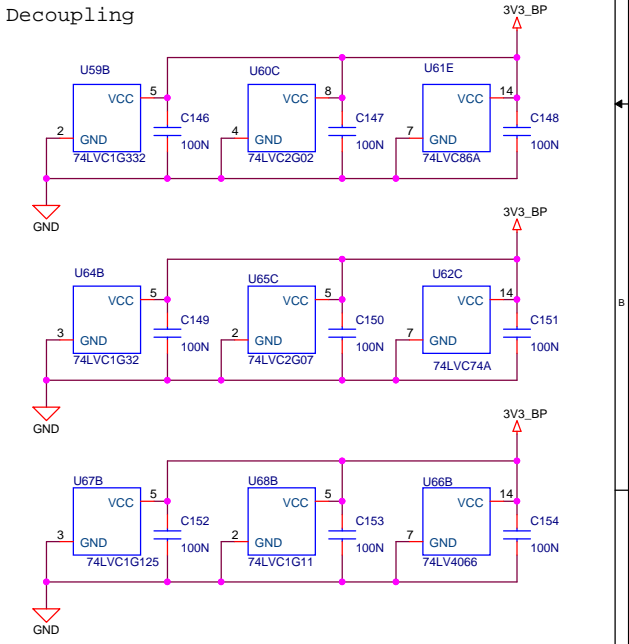 Decoupling
3V3_BP
U59B
U60C
U61E
VCC 5
VCC 8
VCC 14
C146
C147
C148
2 GND
4 GND
7 GND
100N
100N
100N
74LVC1G332
74LVC2G02
74LVC86A
GND
3V3_BP
U64B
U65C
U62C
VCC 5
VCC 5
VCC 14
B
C149
C150
C151
3 GND
2 GND
7 GND
100N
100N
100N
74LVC1G32
74LVC2G07
74LVC74A
GND
3V3_BP
U67B
U68B
U66B
VCC 5
VCC 5
VCC 14
C152
C153
C154
3 GND
2 GND
7 GND
100N
100N
100N
74LVC1G125
74LVC1G11
74LV4066
GND